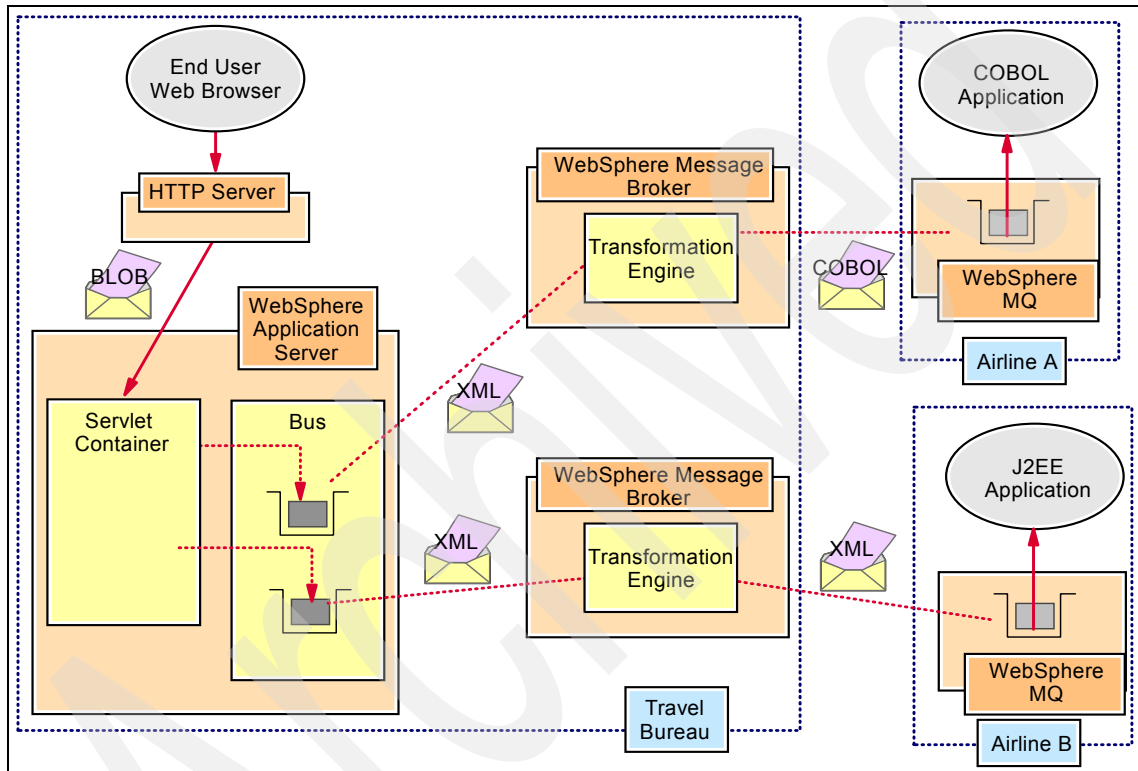 End User
Web Browser
HTTP Server
BLOB
WebSphere
Application
Server
Servlet
Container
Bus
XML
XML
WebSphere Message
Broker
Transformation
Engine
WebSphere Message
Broker
Transformation
Engine
Travel
Bureau
COBOL
XML
COBOL
Application
WebSphere
MQ
Airline A
J2EE
Application
WebSphere
MQ
Airline B
Archived